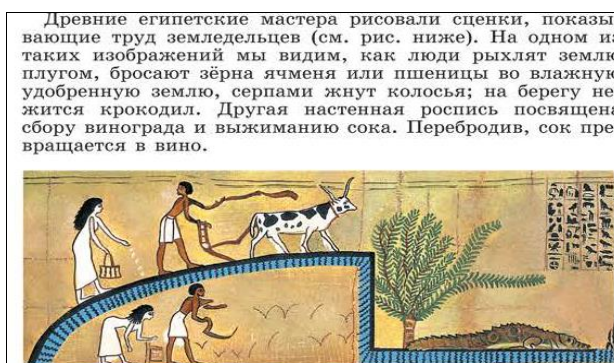 Древние египетские мастера рисовали сценки, показы-
вающие труд земледельцев (см. рис. ниже). На одном из
таких изображений мы видим, как люди рыхлят землю
плугом, бросают зёрна ячменя или пшеницы во влажную
удобренную землю, серпами жнут колосья; на берегу не-
жится крокодил. Другая настенная роспись посвящена
сбору винограда и выжиманию сока. Перебродив, сок пре-
вращается в вино.